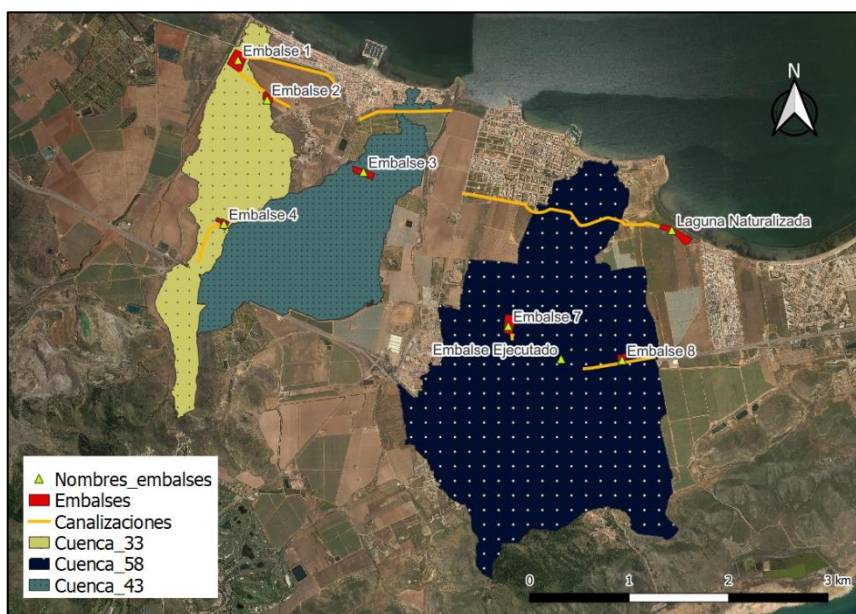 Embalse 1
N
Embalse 2
Embalse 3
Embalse 4
Laguna Naturalizada
Embalse 7
Embalse Ejecutado
Embalse 8
Nombres_embalses
Embalses
Canalizaciones
Cuenca_33
Cuenca_58
Cuenca_43
0 1 2 3 km